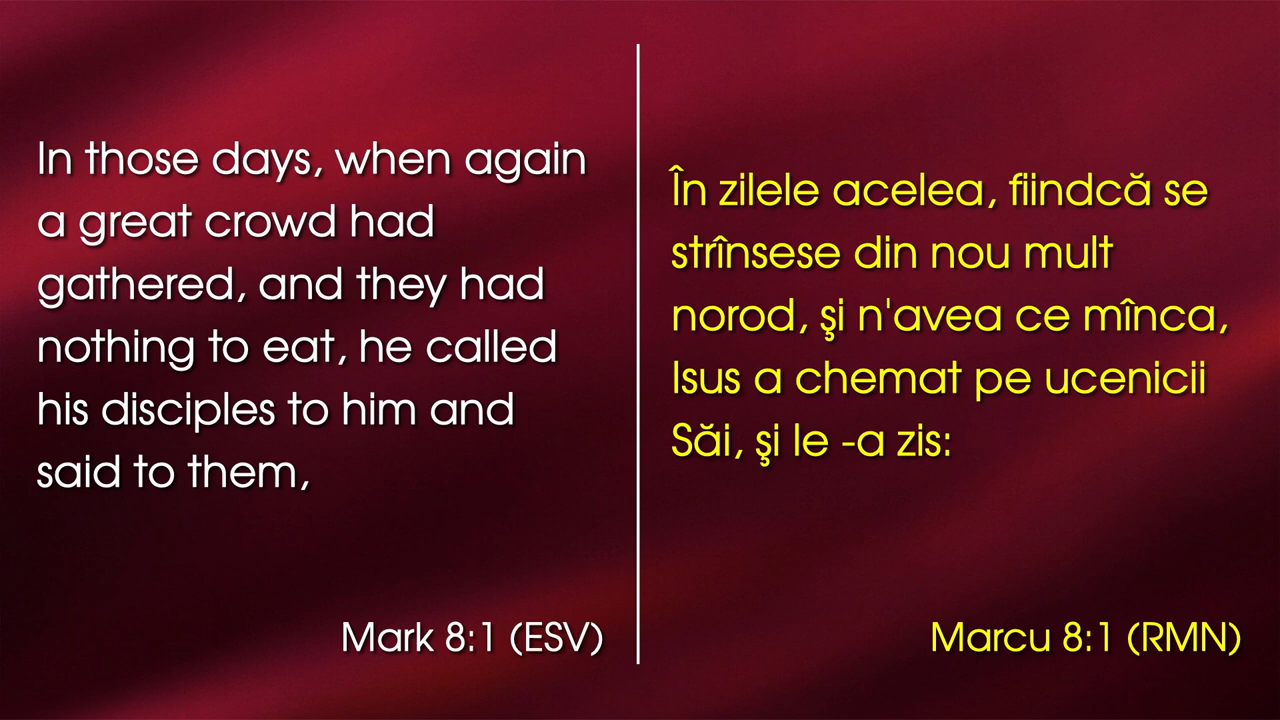 In those days, when again
a great crowd had
gathered, and they had
nothing to eat, he called
his disciples to him and
said to them,
Mark 8:1 (ESV)
În zilele acelea, fiindcă se
strînsese din nou mult
norod, şi n'avea ce mînca,
Isus a chemat pe ucenicii
Săi, şi le -a zis:
Marcu 8:1 (RMN)